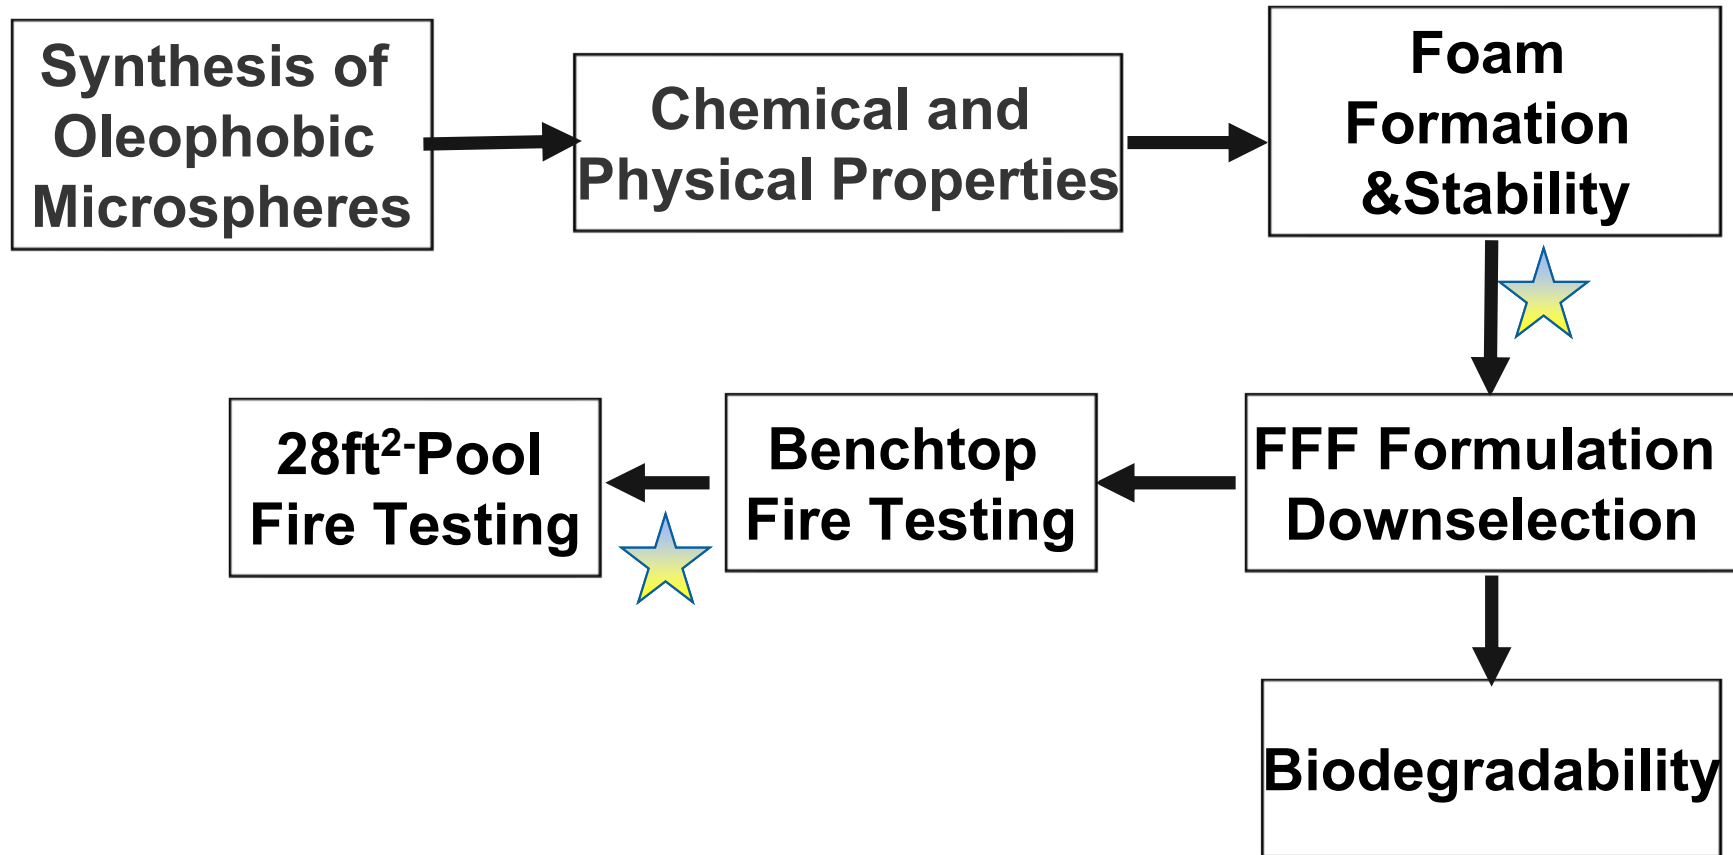 Synthesis of
Oleophobic
Microspheres
Chemical and
Physical Properties
Foam
Formation
&Stability
FFF Formulation
Downselection
Benchtop
Fire Testing
28ft²⁻Pool
Fire Testing
Biodegradability